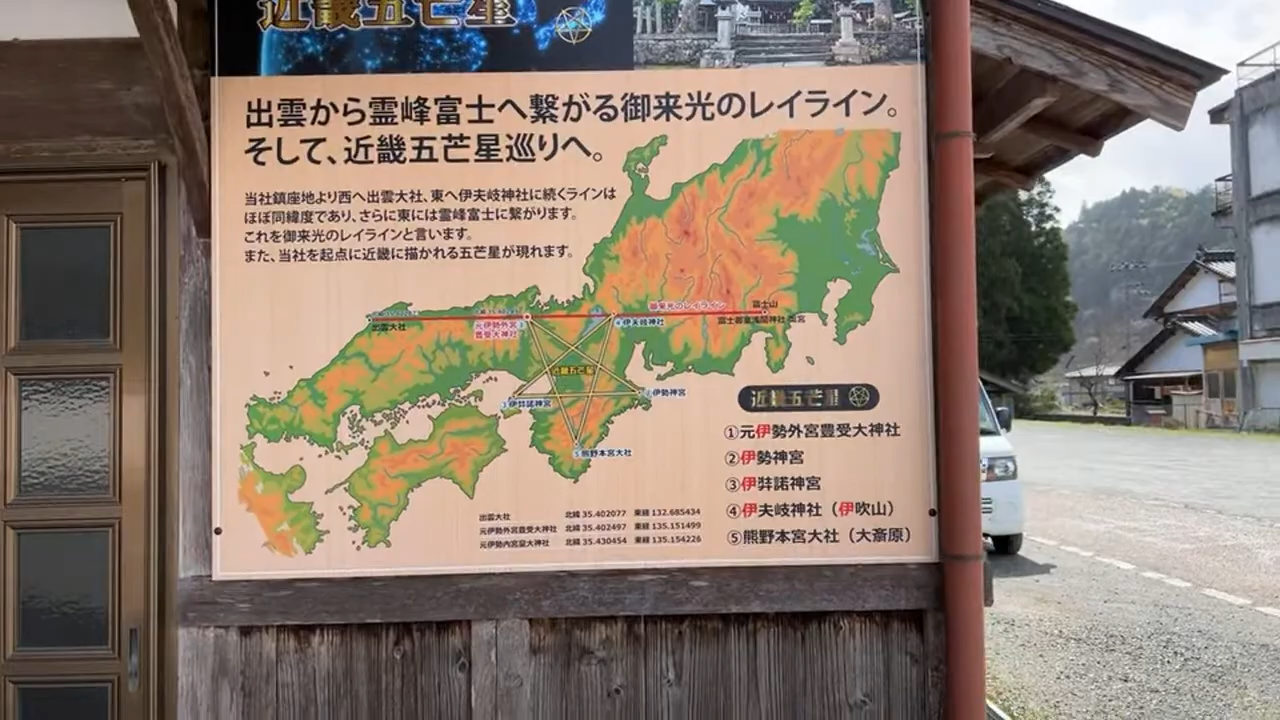 近畿五芒星
出雲から霊峰富士へ繋がる御来光のレイライン。
そして、近畿五芒星巡りへ。
当社鎮座地より西へ出雲大社、東へ伊夫岐神社に続くラインは
ほぼ同緯度であり、さらに東には霊峰富士に繋がります。
これを御来光のレイラインと言います。
また、当社を起点に近畿に描かれる五芒星が現れます。
御来光のレイライン
富士山
出雲大社
元伊勢外宮①
豊受大神社
④伊夫岐神社
富士御室浅間神社
近畿五芒星
③伊弉諾神宮
②伊勢神宮
⑤熊野本宮大社
近畿五芒星
①元伊勢外宮豊受大神社
②伊勢神宮
③伊弉諾神宮
④伊夫岐神社（伊吹山）
⑤熊野本宮大社（大斎原）
出雲大社 北緯 35.402077 東経 132.685434
元伊勢外宮豊受大神社 北緯 35.402497 東経 135.151499
元伊勢内宮皇大神社 北緯 35.430454 東経 135.154226